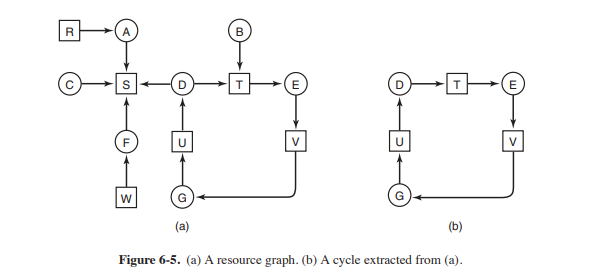 R A B
C S D T E D T E
F U V U V
W G G
(a) (b)
Figure 6-5. (a) A resource graph. (b) A cycle extracted from (a).